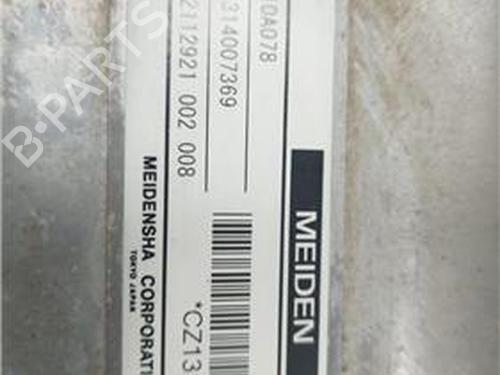 MEIDEN
0A078
314007369
2112921 002 008
*CZ13
MEIDENSHA CORPORATI
TOKYO JAPAN
B-PARTS